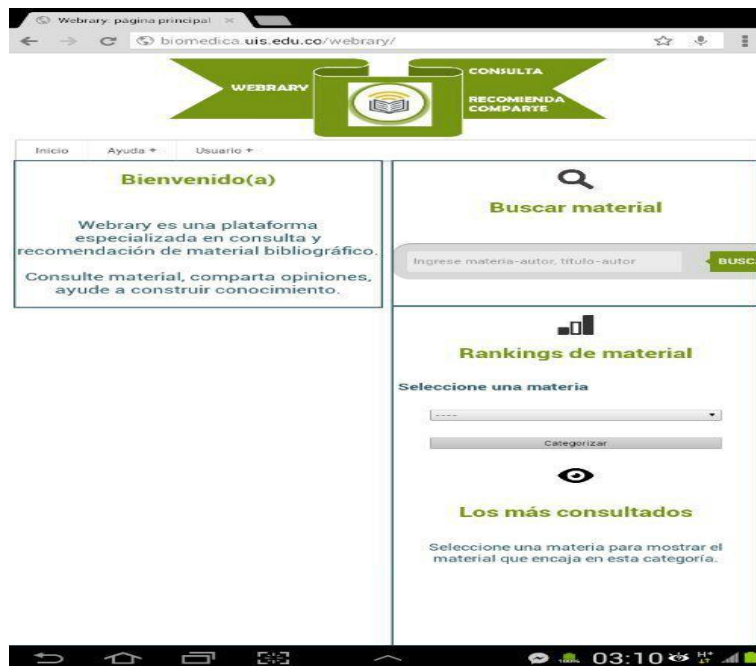 Webrary: página principal
biomedica.uis.edu.co/webrary/
WEBRARY
CONSULTA
RECOMIENDA
COMPARTE
Inicio Ayuda + Usuario +
Bienvenido(a)
Webrary es una plataforma
especializada en consulta y
recomendación de material bibliográfico.
Consulte material, comparta opiniones,
ayude a construir conocimiento.
Buscar material
Ingrese materia-autor, título-autor
BUSC
Rankings de material
Seleccione una materia
----
Categorizar
Los más consultados
Seleccione una materia para mostrar el
material que encaja en esta categoría.
100%
03:10
H+